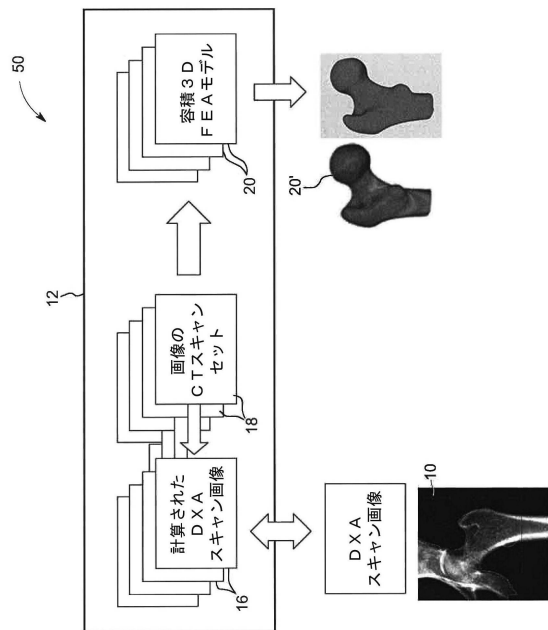 50
12
計算された
DXA
スキャン画像
16
画像の
CTスキャン
セット
18
容積3D
FEAモデル
20
DXA
スキャン画像
10
20'